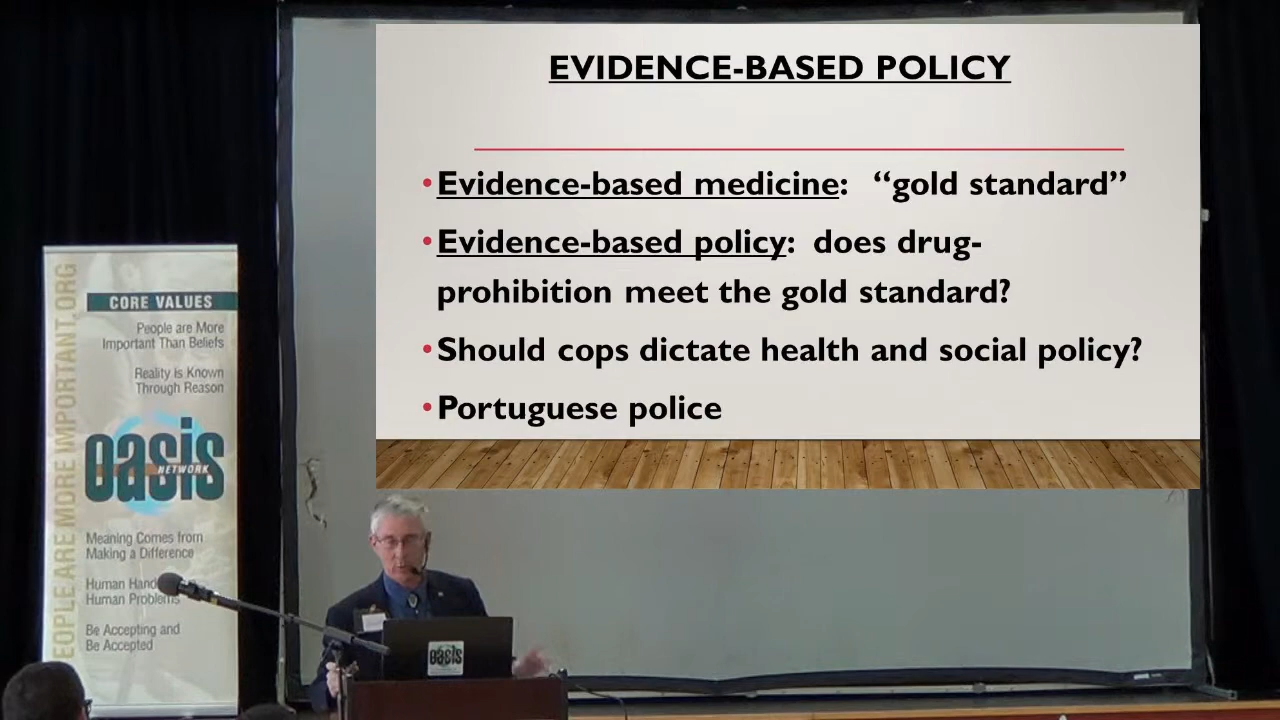 EVIDENCE-BASED POLICY
• Evidence-based medicine: “gold standard”
• Evidence-based policy: does drug-
prohibition meet the gold standard?
• Should cops dictate health and social policy?
• Portuguese police
EOPLE ARE MORE IMPORTANT.ORG
CORE VALUES
People are More
Important Than Beliefs
Reality is Known
Through Reason
oasis
NETWORK
Meaning Comes from
Making a Difference
Human
Human Problems
Be Accepting and
Be Accepted
oasis